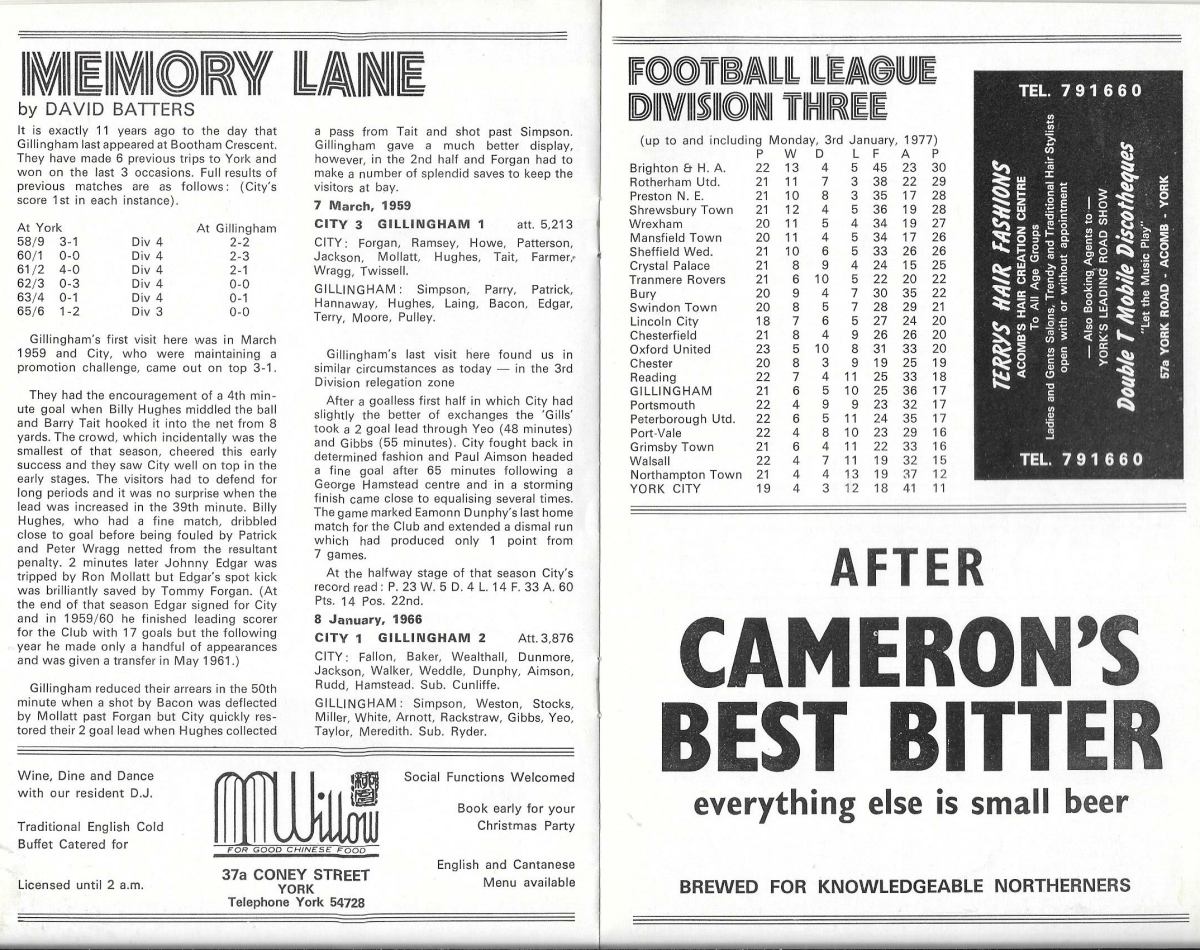 MEMORY LANE
by DAVID BATTERS
It is exactly 11 years ago to the day that
Gillingham last appeared at Bootham Crescent.
They have made 6 previous trips to York and
won on the last 3 occasions. Full results of
previous matches are as follows: (City's
score 1st in each instance).
At York At Gillingham
58/9 3-1 Div 4 2-2
60/1 0-0 Div 4 2-3
61/2 4-0 Div 4 2-1
62/3 0-3 Div 4 0-0
63/4 0-1 Div 4 0-1
65/6 1-2 Div 3 0-0
Gillingham's first visit here was in March
1959 and City, who were maintaining a
promotion challenge, came out on top 3-1.
They had the encouragement of a 4th min-
ute goal when Billy Hughes middled the ball
and Barry Tait hooked it into the net from 8
yards. The crowd, which incidentally was the
smallest of that season, cheered this early
success and they saw City well on top in the
early stages. The visitors had to defend for
long periods and it was no surprise when the
lead was increased in the 39th minute. Billy
Hughes, who had a fine match, dribbled
close to goal before being fouled by Patrick
and Peter Wragg netted from the resultant
penalty. 2 minutes later Johnny Edgar was
tripped by Ron Mollatt but Edgar's spot kick
was brilliantly saved by Tommy Forgan. (At
the end of that season Edgar signed for City
and in 1959/60 he finished leading scorer
for the Club with 17 goals but the following
year he made only a handful of appearances
and was given a transfer in May 1961.)
Gillingham reduced their arrears in the 50th
minute when a shot by Bacon was deflected
by Mollatt past Forgan but City quickly res-
tored their 2 goal lead when Hughes collected
a pass from Tait and shot past Simpson.
Gillingham gave a much better display,
however, in the 2nd half and Forgan had to
make a number of splendid saves to keep the
visitors at bay.
7 March, 1959
CITY 3 GILLINGHAM 1 att. 5,213
CITY: Forgan, Ramsey, Howe, Patterson,
Jackson, Mollatt, Hughes, Tait, Farmer,
Wragg, Twissell.
GILLINGHAM: Simpson, Parry, Patrick,
Hannaway, Hughes, Laing, Bacon, Edgar,
Terry, Moore, Pulley.
Gillingham's last visit here found us in
similar circumstances as today — in the 3rd
Division relegation zone
After a goalless first half in which City had
slightly the better of exchanges the 'Gills'
took a 2 goal lead through Yeo (48 minutes)
and Gibbs (55 minutes). City fought back in
determined fashion and Paul Aimson headed
a fine goal after 65 minutes following a
George Hamstead centre and in a storming
finish came close to equalising several times.
The game marked Eamonn Dunphy's last home
match for the Club and extended a dismal run
which had produced only 1 point from
7 games.
At the halfway stage of that season City's
record read: P. 23 W. 5 D. 4 L. 14 F. 33 A. 60
Pts. 14 Pos. 22nd.
8 January, 1966
CITY 1 GILLINGHAM 2 Att. 3,876
CITY: Fallon, Baker, Wealthall, Dunmore,
Jackson, Walker, Weddle, Dunphy, Aimson,
Rudd, Hamstead. Sub. Cunliffe.
GILLINGHAM: Simpson, Weston, Stocks,
Miller, White, Arnott, Rackstraw, Gibbs, Yeo,
Taylor, Meredith. Sub. Ryder.
Wine, Dine and Dance
with our resident D.J.
Traditional English Cold
Buffet Catered for
Licensed until 2 a.m.
Willow
FOR GOOD CHINESE FOOD
37a CONEY STREET
YORK
Telephone York 54728
Social Functions Welcomed
Book early for your
Christmas Party
English and Cantanese
Menu available
FOOTBALL LEAGUE
DIVISION THREE
(up to and including Monday, 3rd January, 1977)
P W D L F A P
Brighton & H. A. 22 13 4 5 45 23 30
Rotherham Utd. 21 11 7 3 38 22 29
Preston N. E. 21 10 8 3 35 17 28
Shrewsbury Town 21 12 4 5 36 19 28
Wrexham 20 11 5 4 34 19 27
Mansfield Town 20 11 4 5 34 17 26
Sheffield Wed. 21 10 6 5 33 26 26
Crystal Palace 21 8 9 4 24 15 25
Tranmere Rovers 21 6 10 5 22 20 22
Bury 20 9 4 7 30 35 22
Swindon Town 20 8 5 7 28 29 21
Lincoln City 18 7 6 5 27 24 20
Chesterfield 21 8 4 9 26 26 20
Oxford United 23 5 10 8 31 33 20
Chester 20 8 3 9 19 25 19
Reading 22 7 4 11 25 33 18
GILLINGHAM 21 6 5 10 25 36 17
Portsmouth 22 4 9 9 23 32 17
Peterborough Utd. 22 6 5 11 24 35 17
Port-Vale 22 4 8 10 23 29 16
Grimsby Town 21 6 4 11 22 33 16
Walsall 22 4 7 11 19 32 15
Northampton Town 21 4 4 13 19 37 12
YORK CITY 19 4 3 12 18 41 11
TEL. 791660
TERRYS HAIR FASHIONS
ACOMB'S HAIR CREATION CENTRE
To All Age Groups
Ladies and Gents Salons, Trendy and Traditional Hair Stylists
open with or without appointment
— Also Booking Agents to —
YORK'S LEADING ROAD SHOW
Double T Mobile Discotheques
"Let the Music Play"
57a YORK ROAD - ACOMB - YORK
TEL. 791660
AFTER
CAMERON'S
BEST BITTER
everything else is small beer
BREWED FOR KNOWLEDGEABLE NORTHERNERS